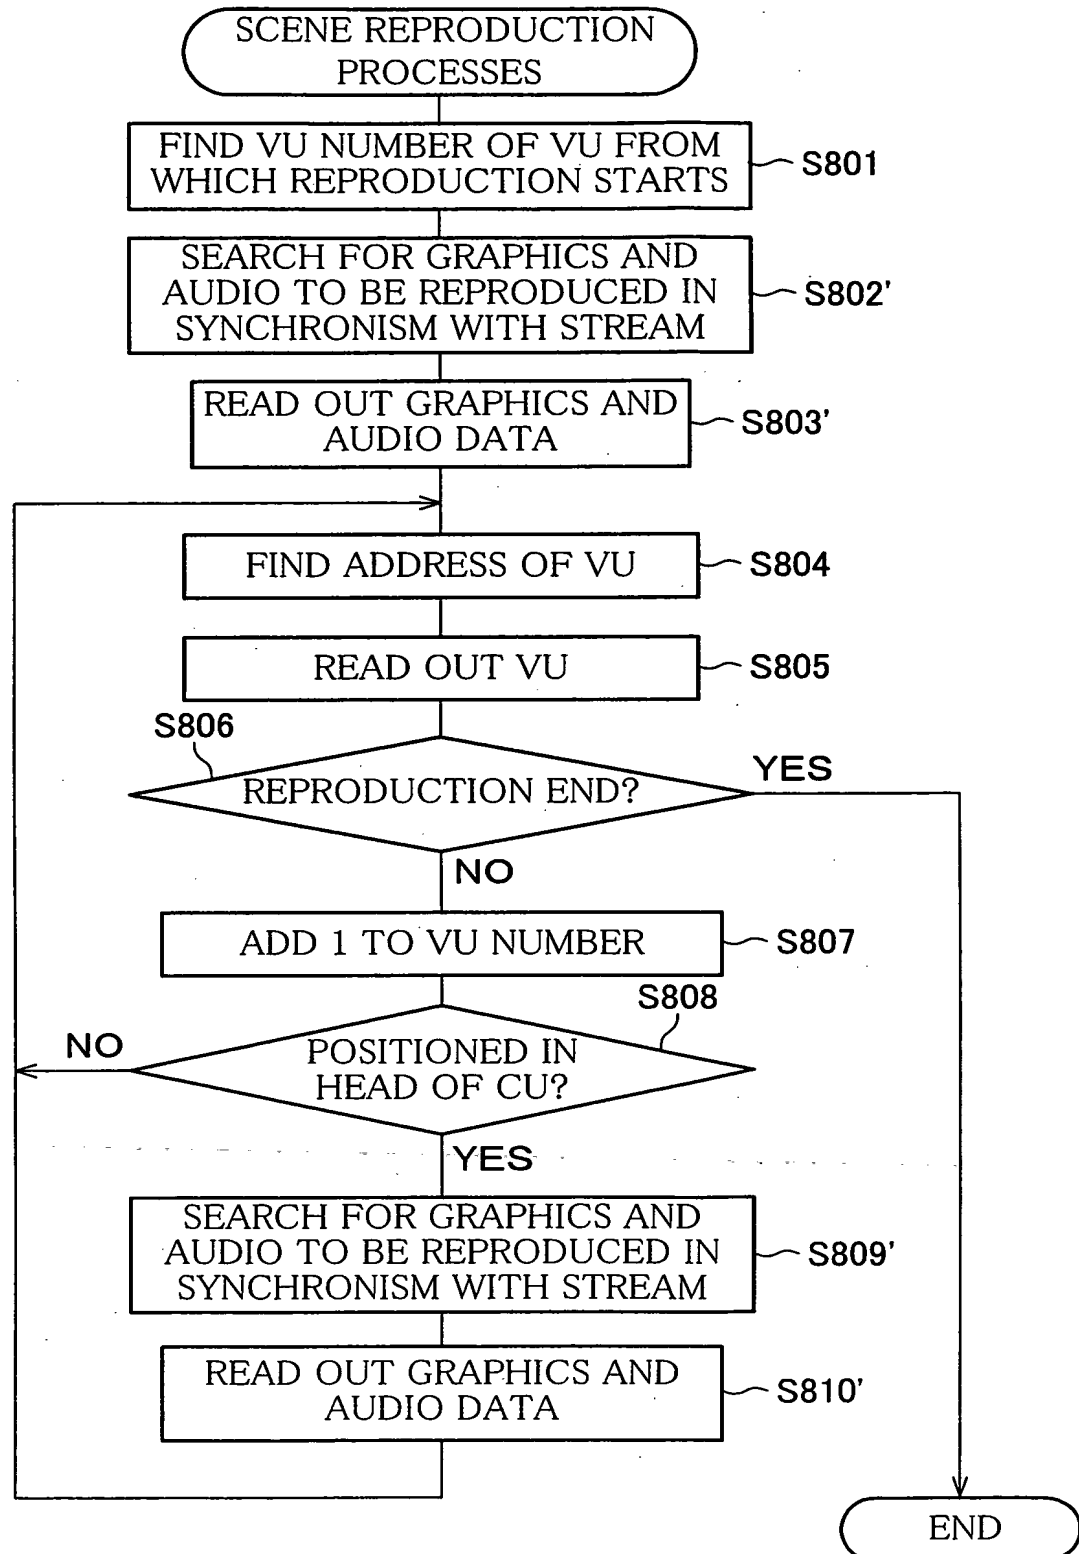 SCENE REPRODUCTION
PROCESSES
FIND VU NUMBER OF VU FROM
WHICH REPRODUCTION STARTS
S801
SEARCH FOR GRAPHICS AND
AUDIO TO BE REPRODUCED IN
SYNCHRONISM WITH STREAM
S802'
READ OUT GRAPHICS AND
AUDIO DATA
S803'
FIND ADDRESS OF VU
S804
READ OUT VU
S805
S806
REPRODUCTION END?
YES
NO
ADD 1 TO VU NUMBER
S807
S808
POSITIONED IN
HEAD OF CU?
NO
YES
SEARCH FOR GRAPHICS AND
AUDIO TO BE REPRODUCED IN
SYNCHRONISM WITH STREAM
S809'
READ OUT GRAPHICS AND
AUDIO DATA
S810'
END